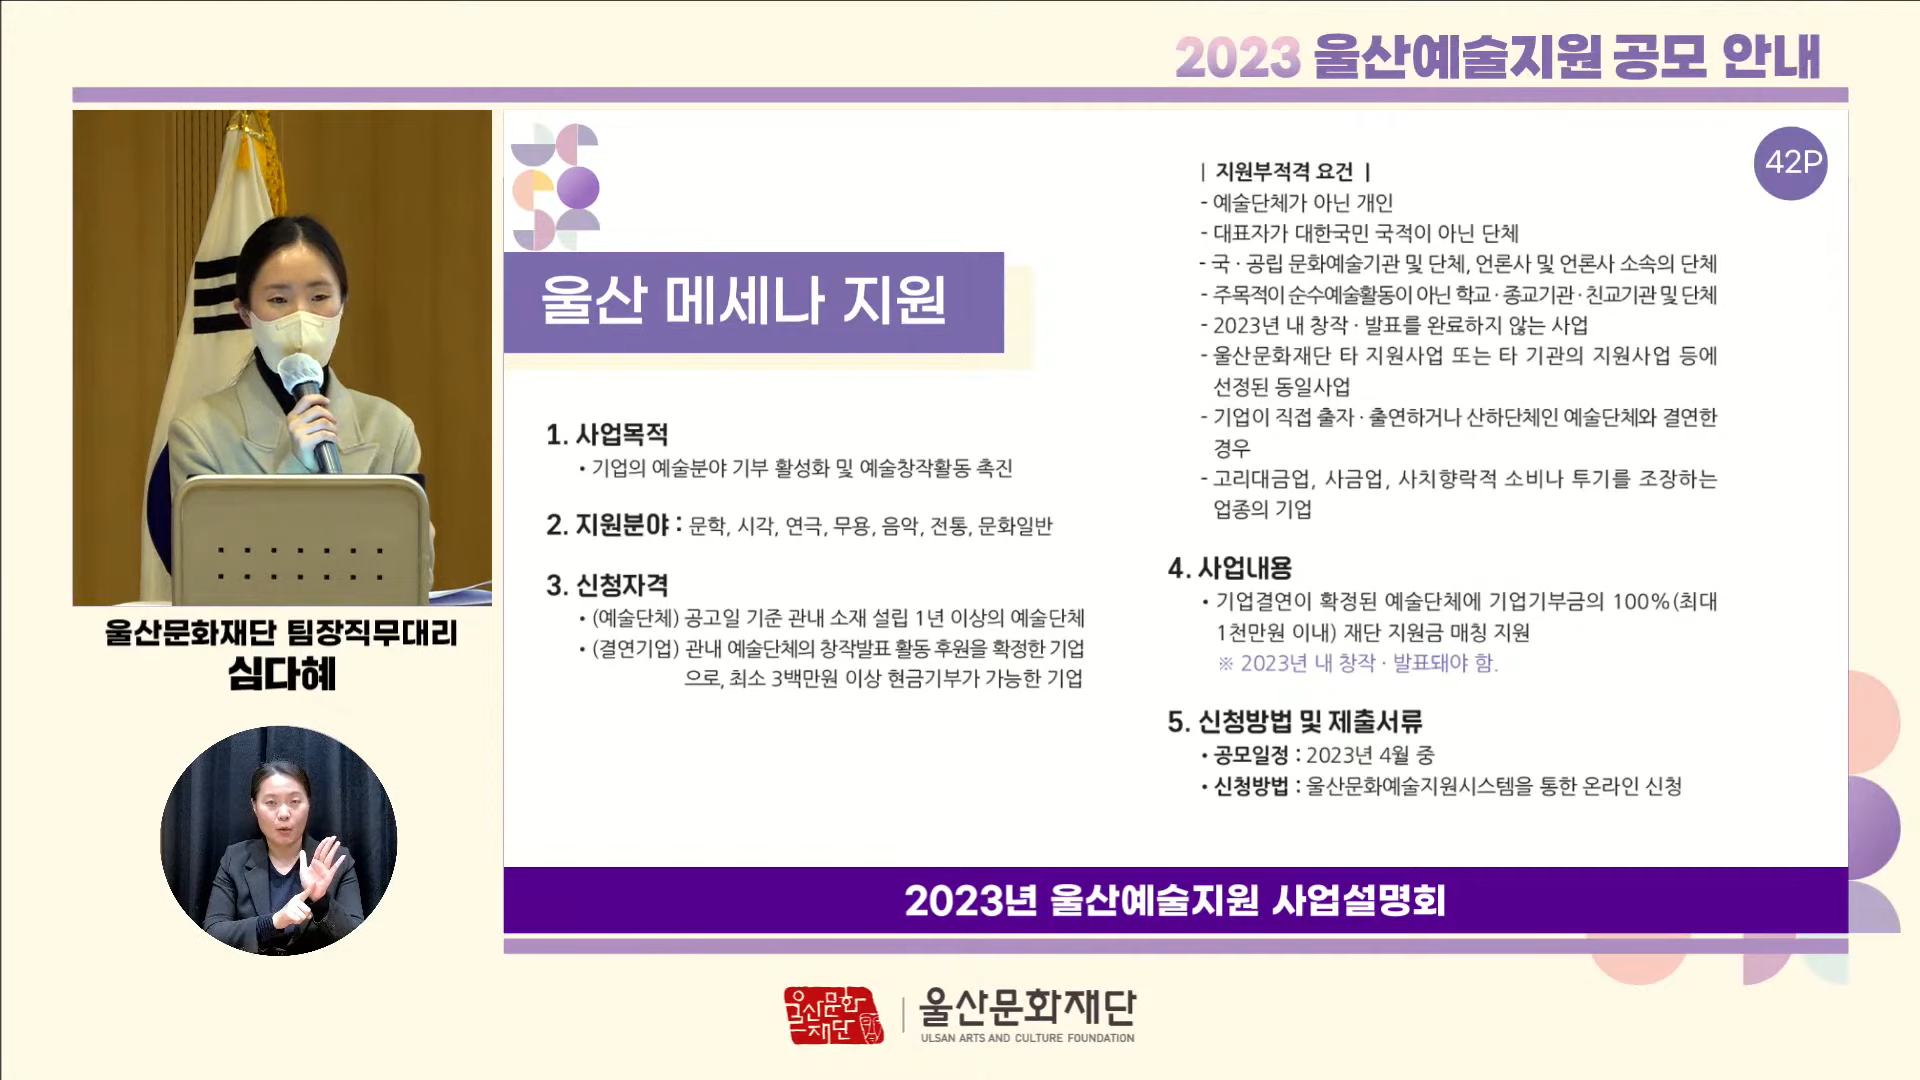 2023 울산예술지원 공모 안내
42P
울산 메세나 지원
1. 사업목적
• 기업의 예술분야 기부 활성화 및 예술창작활동 촉진
2. 지원분야 : 문학, 시각, 연극, 무용, 음악, 전통, 문화일반
3. 신청자격
• (예술단체) 공고일 기준 관내 소재 설립 1년 이상의 예술단체
• (결연기업) 관내 예술단체의 창작발표 활동 후원을 확정한 기업
으로, 최소 3백만원 이상 현금기부가 가능한 기업
| 지원부적격 요건 |
- 예술단체가 아닌 개인
- 대표자가 대한국민 국적이 아닌 단체
- 국 · 공립 문화예술기관 및 단체, 언론사 및 언론사 소속의 단체
- 주목적이 순수예술활동이 아닌 학교 · 종교기관 · 친교기관 및 단체
- 2023년 내 창작 · 발표를 완료하지 않는 사업
- 울산문화재단 타 지원사업 또는 타 기관의 지원사업 등에
선정된 동일사업
- 기업이 직접 출자 · 출연하거나 산하단체인 예술단체와 결연한
경우
- 고리대금업, 사금업, 사치향락적 소비나 투기를 조장하는
업종의 기업
4. 사업내용
• 기업결연이 확정된 예술단체에 기업기부금의 100%(최대
1천만원 이내) 재단 지원금 매칭 지원
※ 2023년 내 창작 · 발표돼야 함.
5. 신청방법 및 제출서류
• 공모일정 : 2023년 4월 중
• 신청방법 : 울산문화예술지원시스템을 통한 온라인 신청
울산문화재단 팀장직무대리
심다혜
2023년 울산예술지원 사업설명회
울산문화
재단
울산문화재단
ULSAN ARTS AND CULTURE FOUNDATION